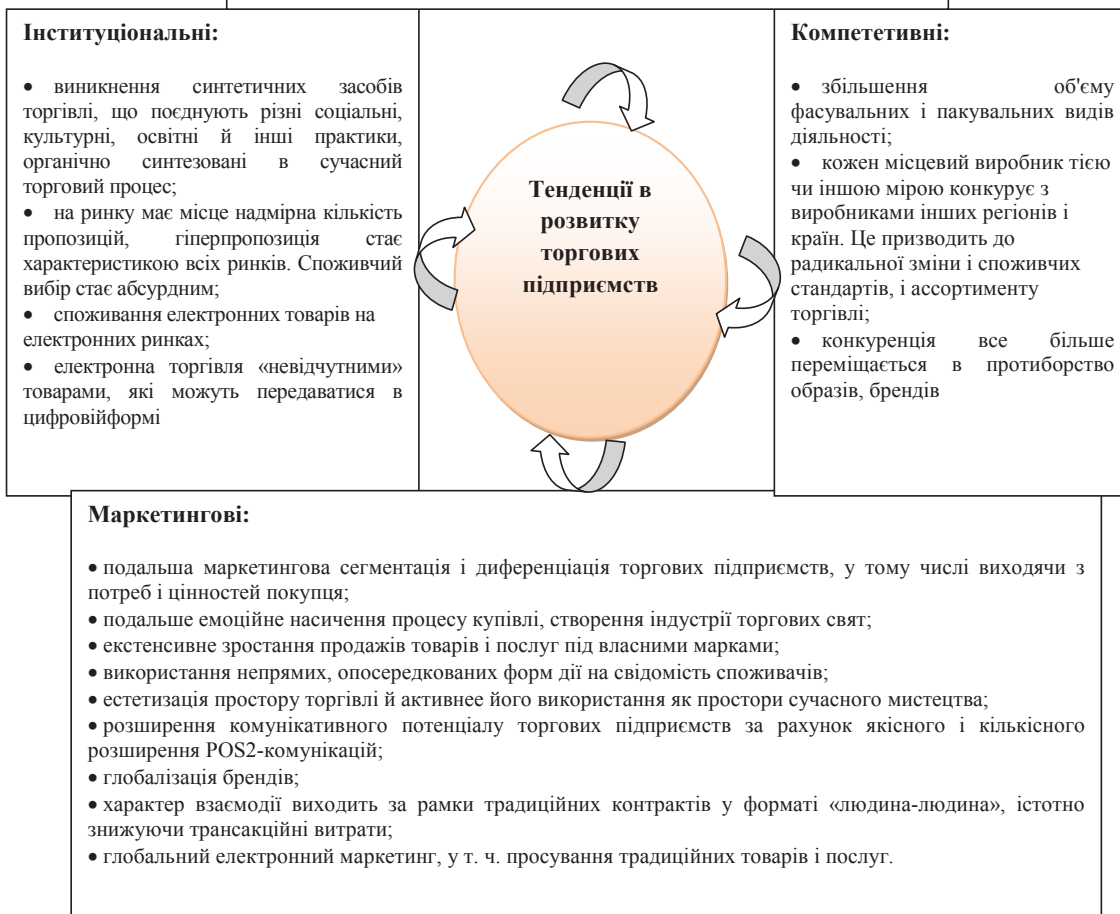 Інституціональні:
• виникнення синтетичних засобів
торгівлі, що поєднують різні соціальні,
культурні, освітні й інші практики,
органічно синтезовані в сучасний
торговий процес;
• на ринку має місце надмірна кількість
пропозицій, гіперпропозиція стає
характеристикою всіх ринків. Споживчий
вибір стає абсурдним;
• споживання електронних товарів на
електронних ринках;
• електронна торгівля «невідчутними»
товарами, які можуть передаватися в
цифровійформі
Тенденції в
розвитку
торгових
підприємств
Компететивні:
• збільшення об'єму
фасувальних і пакувальних видів
діяльності;
• кожен місцевий виробник тією
чи іншою мірою конкурує з
виробниками інших регіонів і
країн. Це призводить до
радикальної зміни і споживчих
стандартів, і ассортименту
торгівлі;
• конкуренція все більше
переміщається в протиборство
образів, брендів
Маркетингові:
• подальша маркетингова сегментація і диференціація торгових підприємств, у тому числі виходячи з
потреб і цінностей покупця;
• подальше емоційне насичення процесу купівлі, створення індустрії торгових свят;
• екстенсивне зростання продажів товарів і послуг під власними марками;
• використання непрямих, опосередкованих форм дії на свідомість споживачів;
• естетизація простору торгівлі й активнее його використання як простори сучасного мистецтва;
• розширення комунікативного потенціалу торгових підприємств за рахунок якісного і кількісного
розширення POS2-комунікацій;
• глобалізація брендів;
• характер взаємодії виходить за рамки традиційних контрактів у форматі «людина-людина», істотно
знижуючи трансакційні витрати;
• глобальний електронний маркетинг, у т. ч. просування традиційних товарів і послуг.